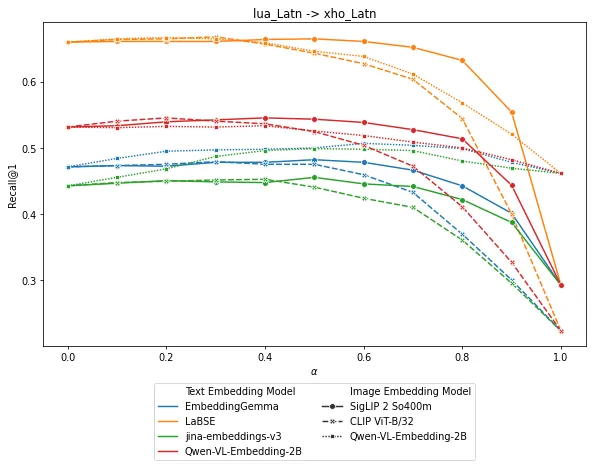 lua_Latn -> xho_Latn
Recall@1
0.6
0.5
0.4
0.3
0.0 0.2 0.4 0.6 0.8 1.0
α
Text Embedding Model Image Embedding Model
EmbeddingGemma SigLIP 2 So400m
LaBSE CLIP ViT-B/32
jina-embeddings-v3 Qwen-VL-Embedding-2B
Qwen-VL-Embedding-2B